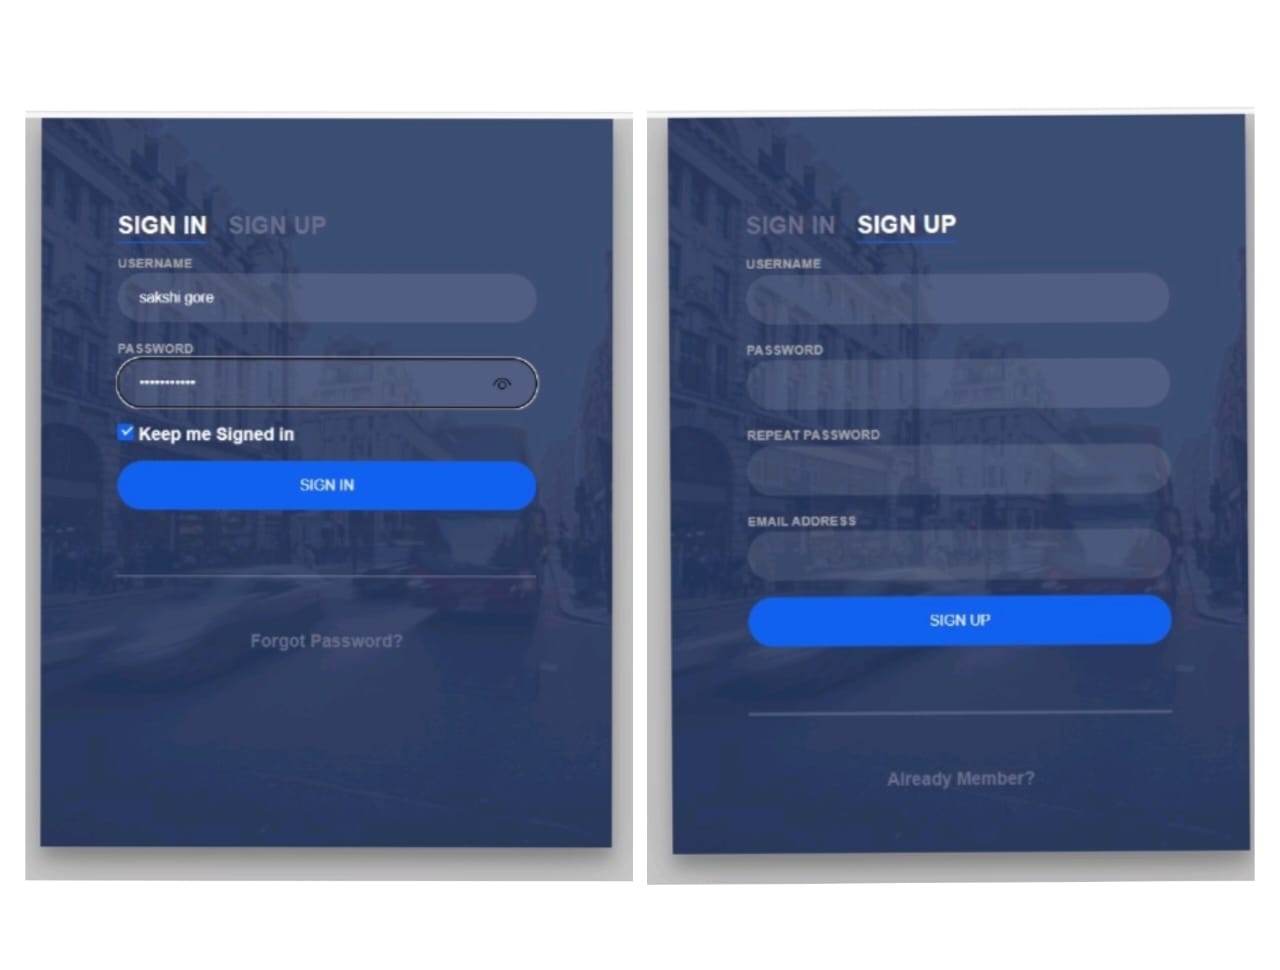 SIGN IN SIGN UP
USERNAME
sakshi gore
PASSWORD
•••••••••••
Keep me Signed in
SIGN IN
Forgot Password?
SIGN IN SIGN UP
USERNAME
PASSWORD
REPEAT PASSWORD
EMAIL ADDRESS
SIGN UP
Already Member?